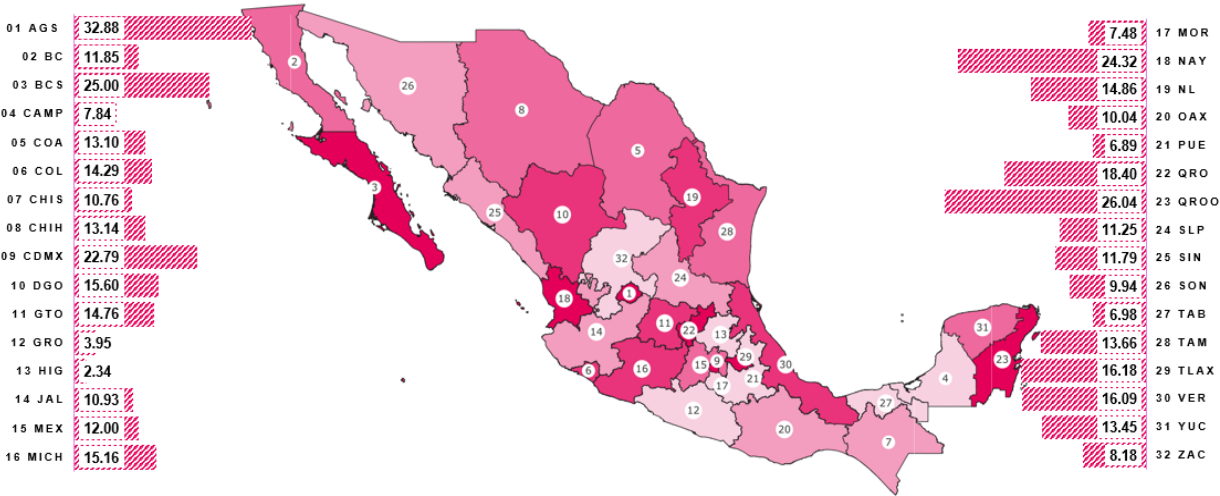 01 AGS 32.88
02 BC 11.85
03 BCS 25.00
04 CAMP 7.84
05 COA 13.10
06 COL 14.29
07 CHIS 10.76
08 CHIH 13.14
09 CDMX 22.79
10 DGO 15.60
11 GTO 14.76
12 GRO 3.95
13 HIG 2.34
14 JAL 10.93
15 MEX 12.00
16 MICH 15.16
2
26
8
5
3
19
25
10
28
32
24
1
18
11
22
14
13
29
9
15
30
6
16
21
17
12
20
7
27
4
31
23
7.48 17 MOR
24.32 18 NAY
14.86 19 NL
10.04 20 OAX
6.89 21 PUE
18.40 22 QRO
26.04 23 QROO
11.25 24 SLP
11.79 25 SIN
9.94 26 SON
6.98 27 TAB
13.66 28 TAM
16.18 29 TLAX
16.09 30 VER
13.45 31 YUC
8.18 32 ZAC